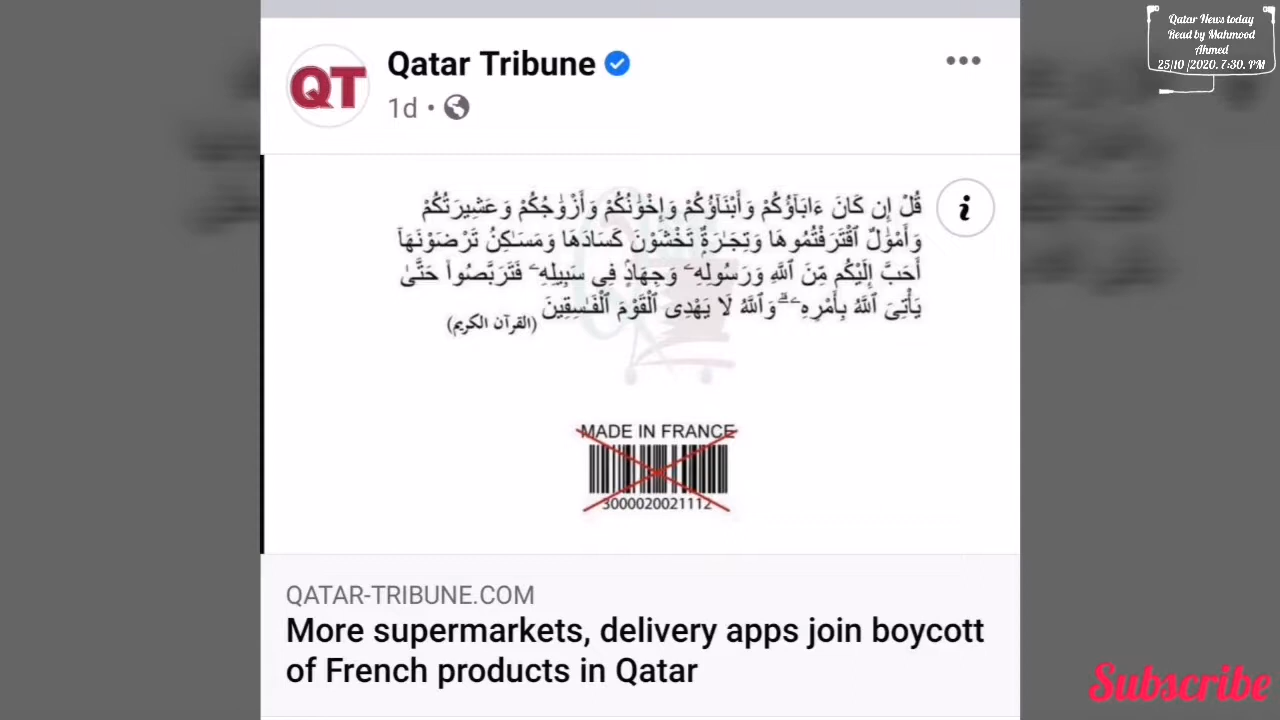 Qatar News today
Read by Mahmood
Ahmed
25/10/2020. 7:30. PM
QT
Qatar Tribune
1d
قُلْ إِن كَانَ ءَابَآؤُكُمْ وَأَبْنَآؤُكُمْ وَإِخْوَٰنُكُمْ وَأَزْوَٰجُكُمْ وَعَشِيرَتُكُمْ
وَأَمْوَٰلٌ ٱقْتَرَفْتُمُوهَا وَتِجَـٰرَةٌ تَخْشَوْنَ كَسَادَهَا وَمَسَـٰكِنُ تَرْضَوْنَهَآ
أَحَبَّ إِلَيْكُم مِّنَ ٱللَّهِ وَرَسُولِهِۦ وَجِهَادٍ فِى سَبِيلِهِۦ فَتَرَبَّصُوا۟ حَتَّىٰ
يَأْتِىَ ٱللَّهُ بِأَمْرِهِۦ ۗ وَٱللَّهُ لَا يَهْدِى ٱلْقَوْمَ ٱلْفَـٰسِقِينَ (القرآن الكريم)
i
MADE IN FRANCE
3000020021112
QATAR-TRIBUNE.COM
More supermarkets, delivery apps join boycott
of French products in Qatar
Subscribe